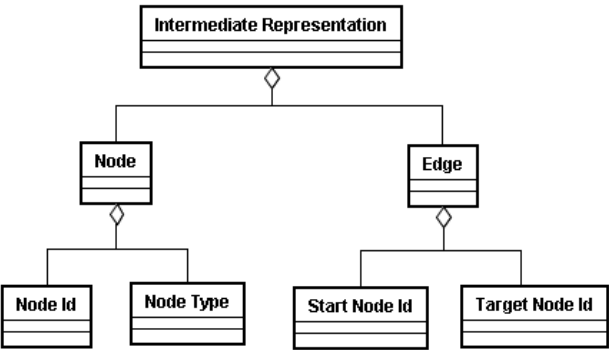 Intermediate Representation
Node
Edge
Node Id
Node Type
Start Node Id
Target Node Id